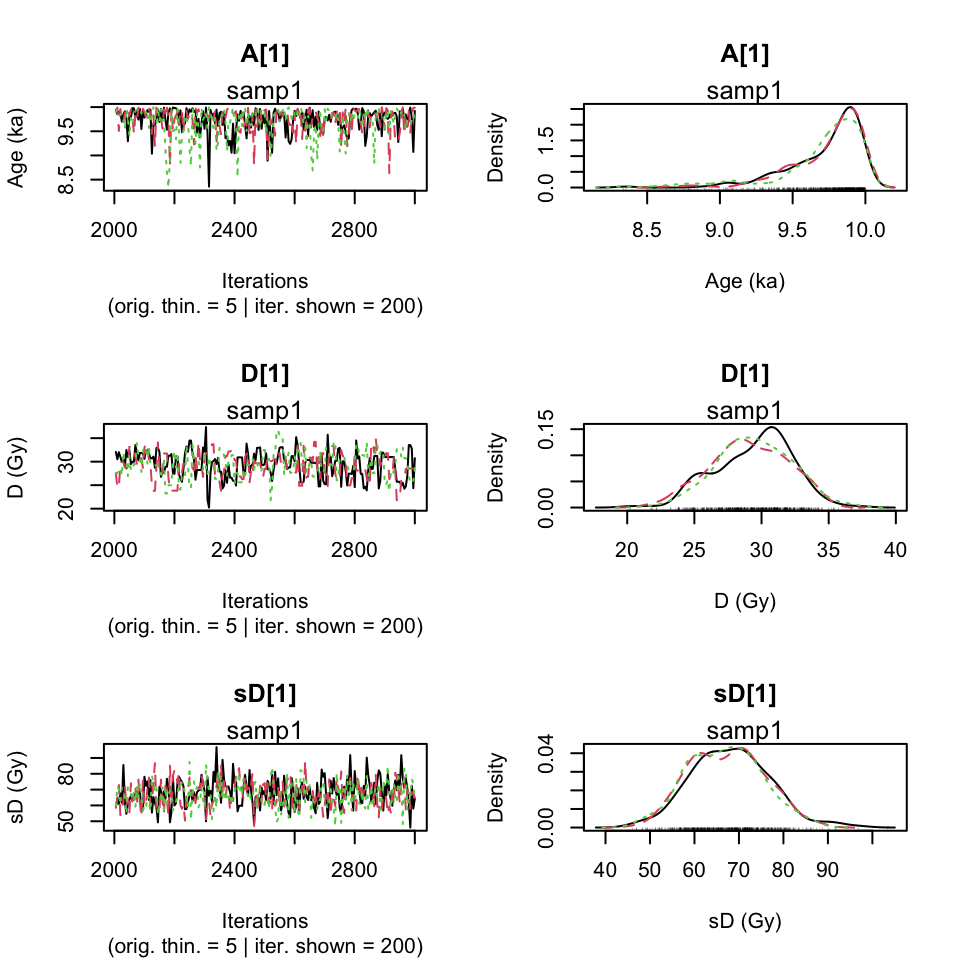 A[1]
samp1
Age (ka)
9.5
8.5
2000 2400 2800
Iterations
(orig. thin. = 5 | iter. shown = 200)
A[1]
samp1
Density
1.5
0.0
8.5 9.0 9.5 10.0
Age (ka)
D[1]
samp1
D (Gy)
30
20
2000 2400 2800
Iterations
(orig. thin. = 5 | iter. shown = 200)
D[1]
samp1
Density
0.15
0.00
20 25 30 35 40
D (Gy)
sD[1]
samp1
sD (Gy)
80
50
2000 2400 2800
Iterations
(orig. thin. = 5 | iter. shown = 200)
sD[1]
samp1
Density
0.04
0.00
40 50 60 70 80 90
sD (Gy)